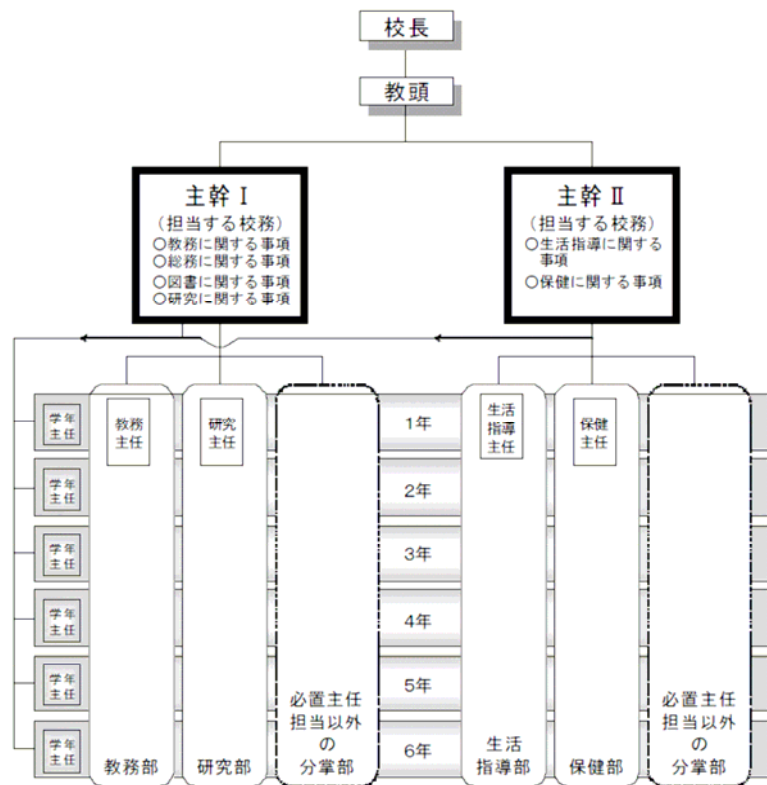 校長
教頭
主幹Ⅰ
(担当する校務)
○教務に関する事項
○総務に関する事項
○図書に関する事項
○研究に関する事項
主幹Ⅱ
(担当する校務)
○生活指導に関する
事項
○保健に関する事項
学年
主任
教務
主任
研究
主任
1年
生活
指導
主任
保健
主任
学年
主任
2年
学年
主任
3年
学年
主任
4年
学年
主任
5年
学年
主任
6年
教務部
研究部
必置主任
担当以外
の
分掌部
生活
指導部
保健部
必置主任
担当以外
の
分掌部